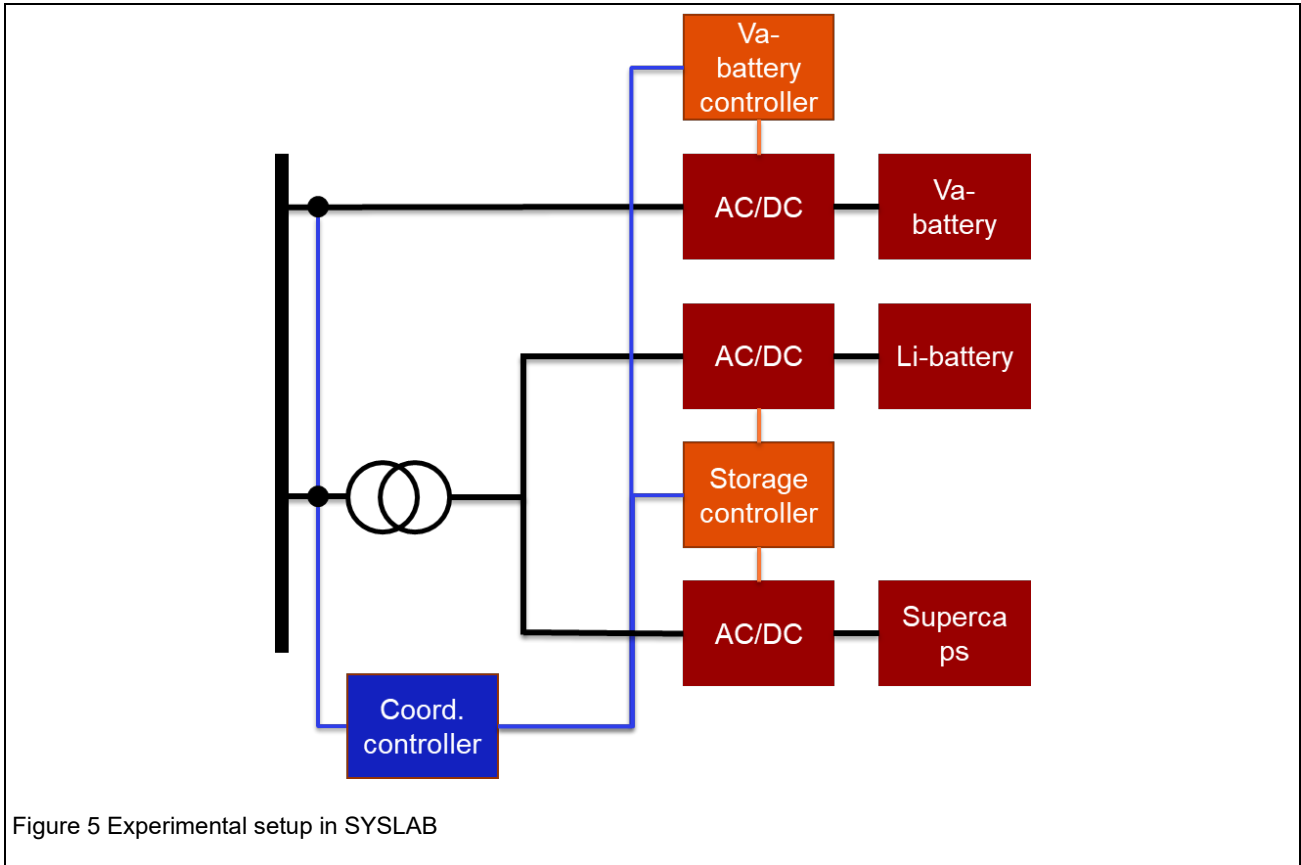 Va-
battery
controller
AC/DC
Va-
battery
AC/DC
Li-battery
Storage
controller
AC/DC
Superca
ps
Coord.
controller
Figure 5 Experimental setup in SYSLAB